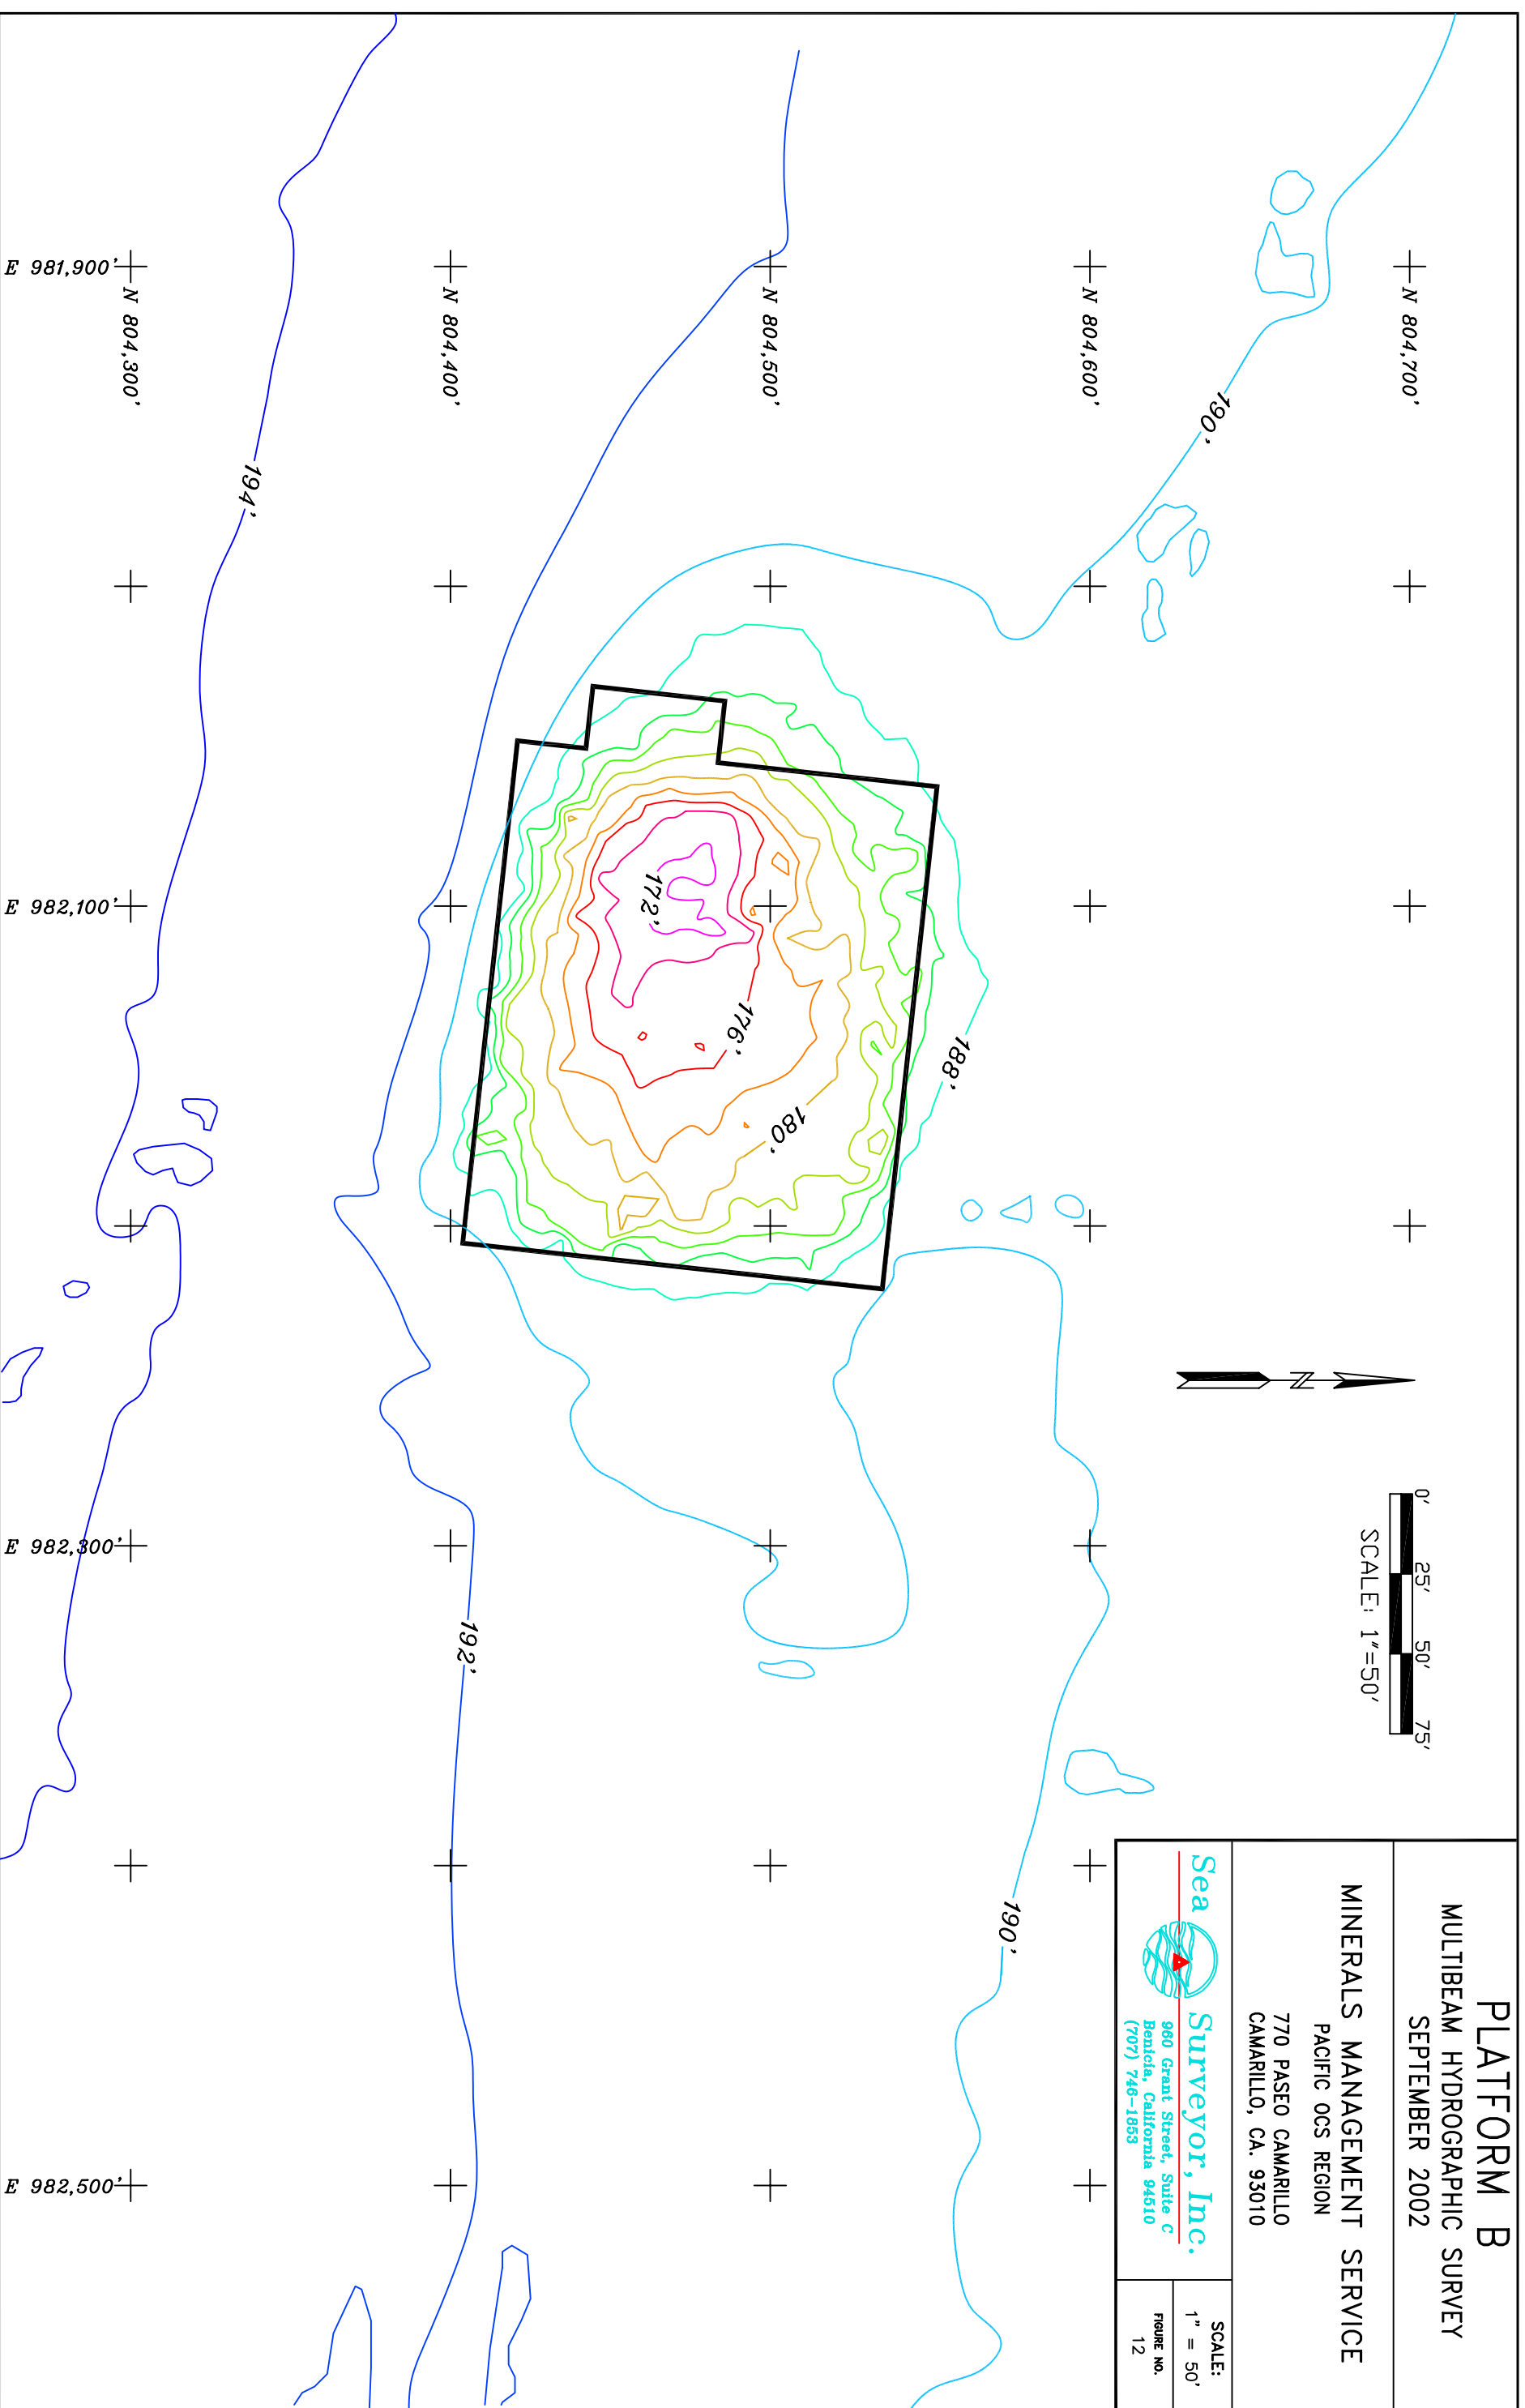 PLATFORM B
MULTIBEAM HYDROGRAPHIC SURVEY
SEPTEMBER 2002
MINERALS MANAGEMENT SERVICE
PACIFIC OCS REGION
770 PASEO CAMARILLO
CAMARILLO, CA. 93010
Sea Surveyor, Inc.
960 Grant Street, Suite C
Benicia, California 94510
(707) 746-1853
SCALE:
1" = 50'
FIGURE NO.
12
0' 25' 50' 75'
SCALE: 1"=50'
N
N 804,700'
N 804,600'
N 804,500'
N 804,400'
N 804,300'
E 981,900'
E 982,100'
E 982,300'
E 982,500'
190'
188'
180'
176'
172'
190'
192'
194'